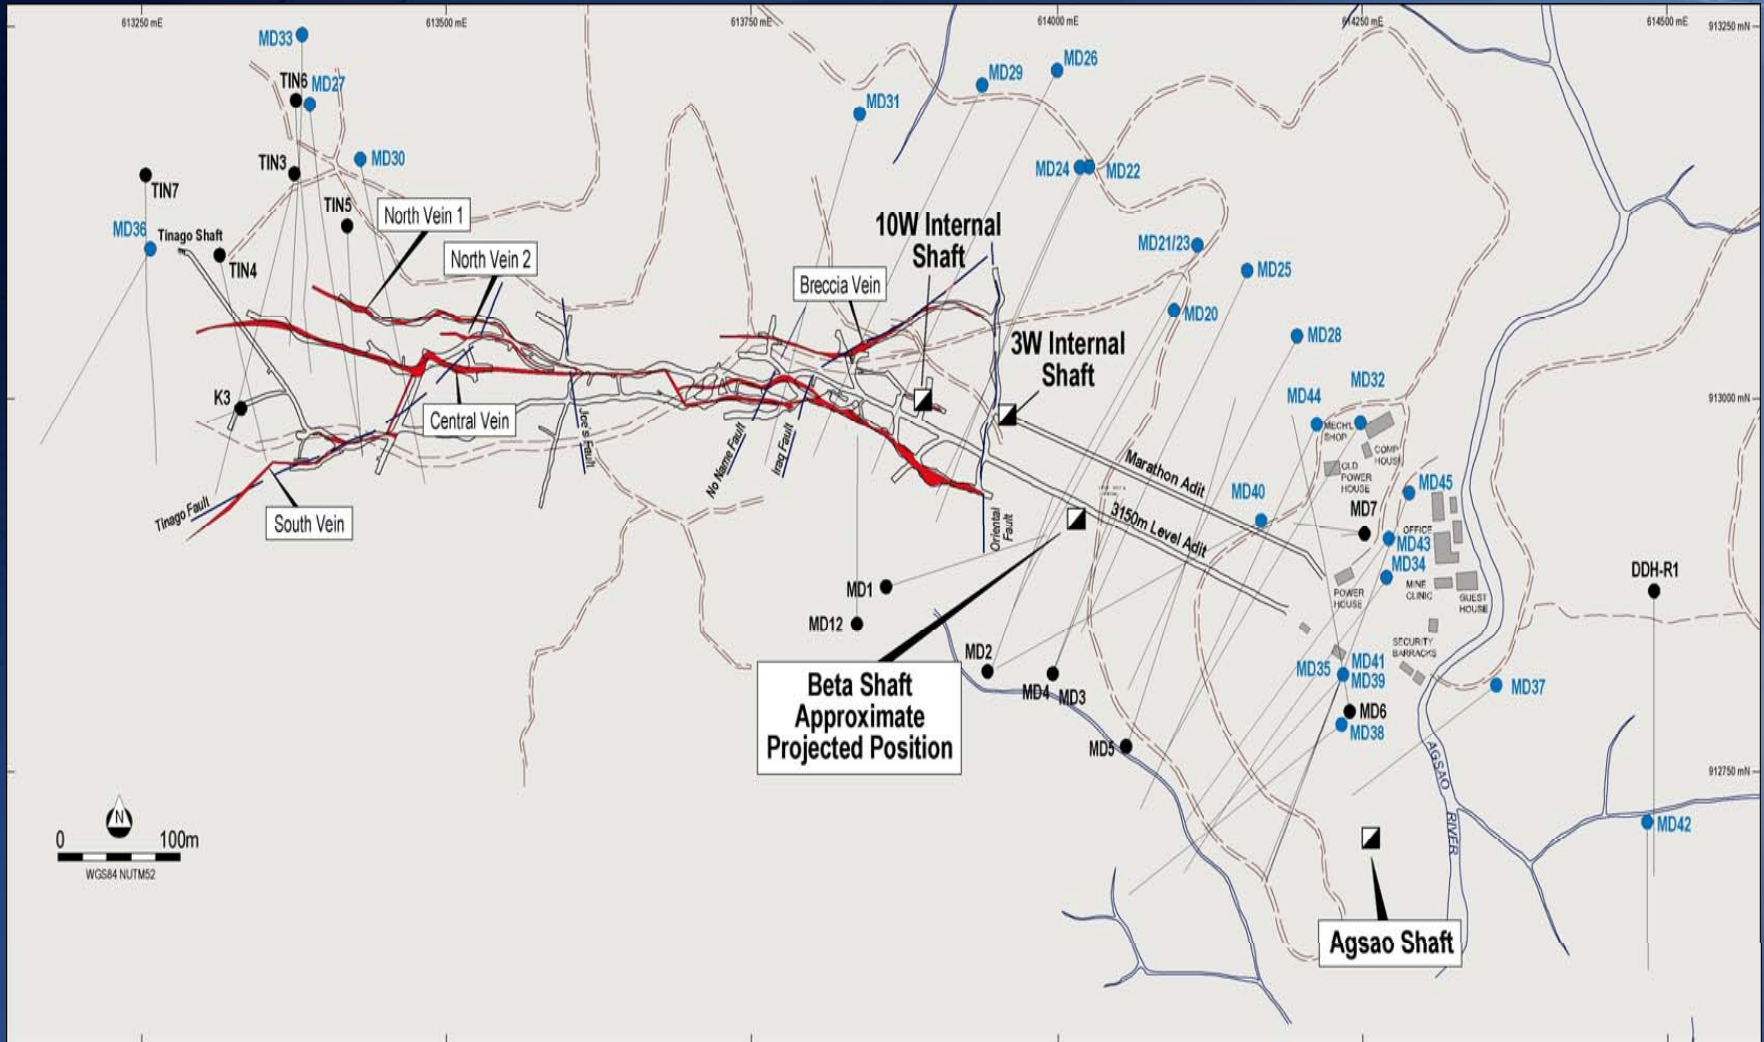 613250 mE
613500 mE
613750 mE
614000 mE
614250 mE
614500 mE
913250 mN
MD33
TIN6
MD27
MD31
MD29
MD26
MD30
TIN3
TIN7
TIN5
MD24
MD22
North Vein 1
MD36
Tinago Shaft
TIN4
10W Internal
Shaft
MD21/23
North Vein 2
Breccia Vein
MD25
MD20
MD28
3W Internal
Shaft
MD32
MD44
K3
913000 mN
Central Vein
Joe's Fault
No Name Fault
Iraq Fault
MECH'L
SHOP
COMP
HOUSE
OLD
POWER
HOUSE
Marathon Adit
MD45
MD40
MD7
Tinago Fault
South Vein
3150m Level Adit
Oriental
Fault
OFFICE
MD43
MD34
MD1
POWER
HOUSE
MINE
CLINIC
GUEST
HOUSE
DDH-R1
MD12
SECURITY
BARRACKS
MD2
MD35
MD41
MD39
MD37
MD4
MD3
Beta Shaft
Approximate
Projected Position
MD6
MD38
MD5
912750 mN
AGSAO
RIVER
MD42
N
0
100m
WGS84 NUTM52
Agsao Shaft